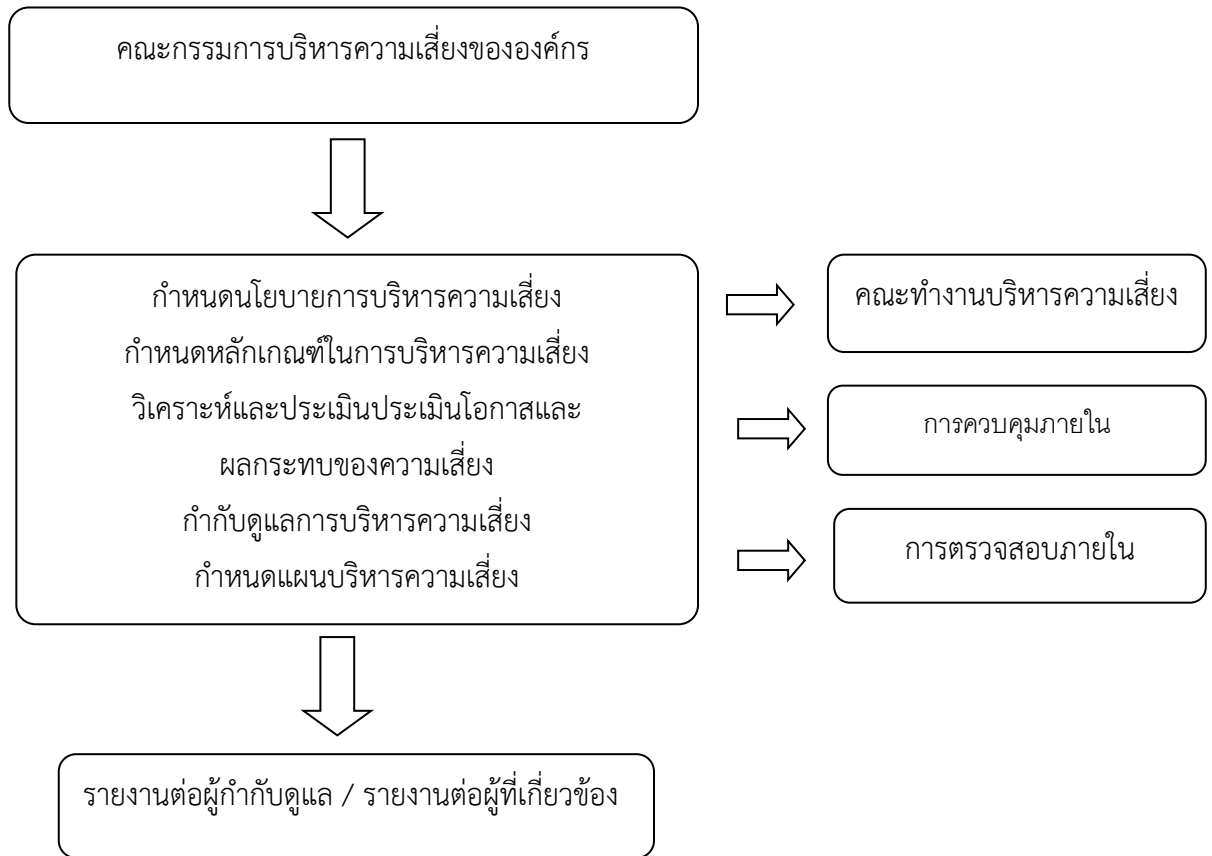 คณะกรรมการบริหารความเสี่ยงขององค์กร
กำหนดนโยบายการบริหารความเสี่ยง
กำหนดหลักเกณฑ์ในการบริหารความเสี่ยง
วิเคราะห์และประเมินประเมินโอกาสและ
ผลกระทบของความเสี่ยง
กำกับดูแลการบริหารความเสี่ยง
กำหนดแผนบริหารความเสี่ยง
คณะทำงานบริหารความเสี่ยง
การควบคุมภายใน
การตรวจสอบภายใน
รายงานต่อผู้กำกับดูแล / รายงานต่อผู้ที่เกี่ยวข้อง